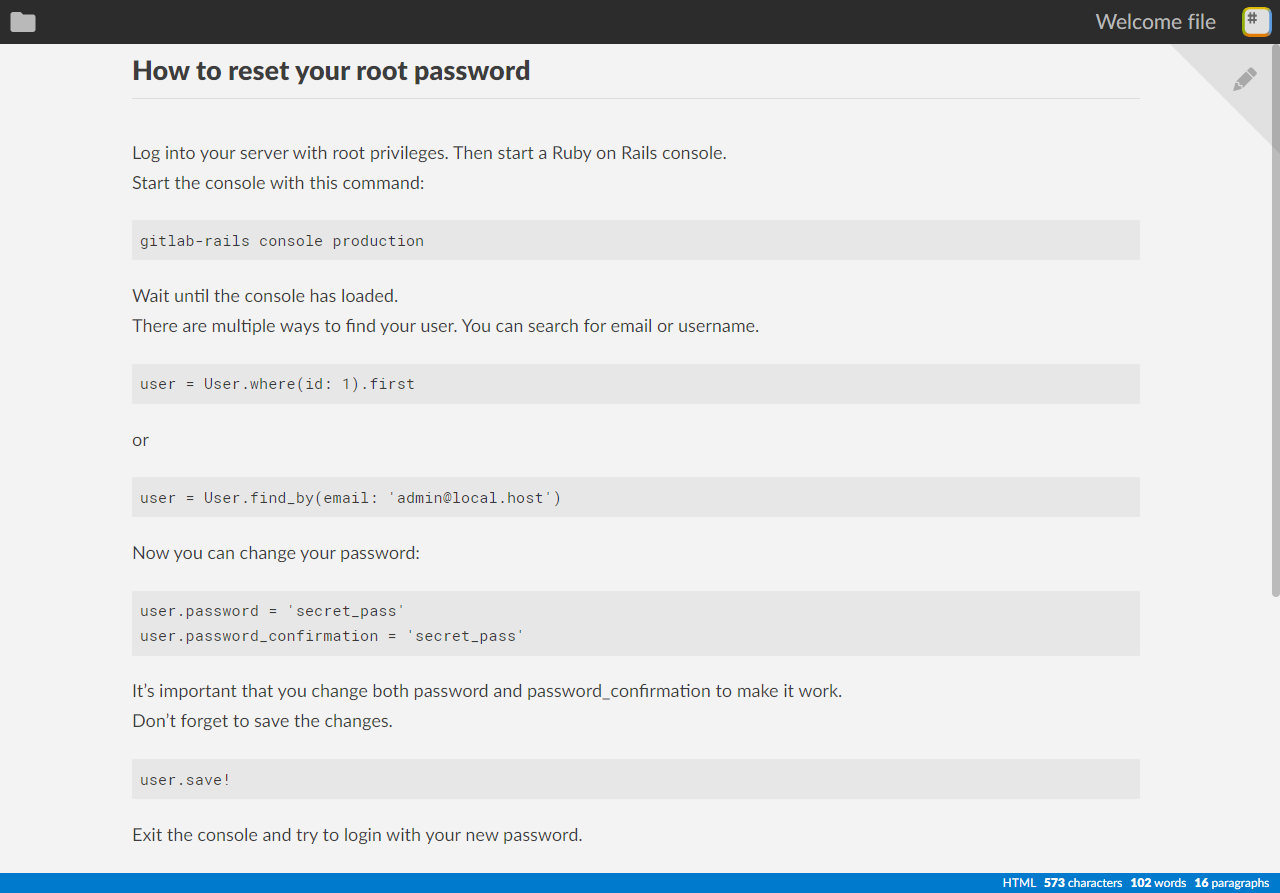 Welcome file
#
How to reset your root password
Log into your server with root privileges. Then start a Ruby on Rails console.
Start the console with this command:
gitlab-rails console production
Wait until the console has loaded.
There are multiple ways to find your user. You can search for email or username.
user = User.where(id: 1).first
or
user = User.find_by(email: 'admin@local.host')
Now you can change your password:
user.password = 'secret_pass'
user.password_confirmation = 'secret_pass'
It’s important that you change both password and password_confirmation to make it work.
Don’t forget to save the changes.
user.save!
Exit the console and try to login with your new password.
HTML 573 characters 102 words 16 paragraphs